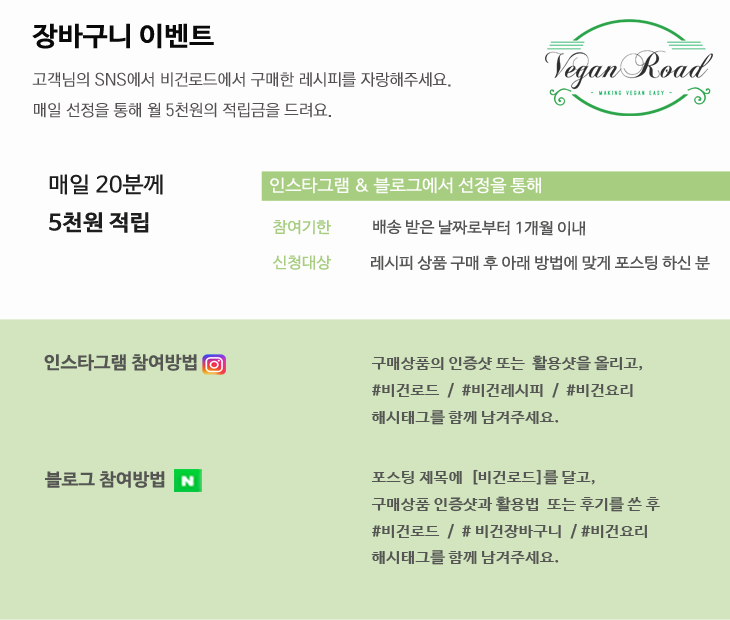 장바구니 이벤트
고객님의 SNS에서 비건로드에서 구매한 레시피를 자랑해주세요.
매일 선정을 통해 월 5천원의 적립금을 드려요.
Vegan Road
- MAKING VEGAN EASY -
매일 20분께
5천원 적립
인스타그램 & 블로그에서 선정을 통해
참여기한 배송 받은 날짜로부터 1개월 이내
신청대상 레시피 상품 구매 후 아래 방법에 맞게 포스팅 하신 분
인스타그램 참여방법
구매상품의 인증샷 또는 활용샷을 올리고,
#비건로드 / #비건레시피 / #비건요리
해시태그를 함께 남겨주세요.
블로그 참여방법 N
포스팅 제목에 [비건로드]를 달고,
구매상품 인증샷과 활용법 또는 후기를 쓴 후
#비건로드 / # 비건장바구니 / #비건요리
해시태그를 함께 남겨주세요.